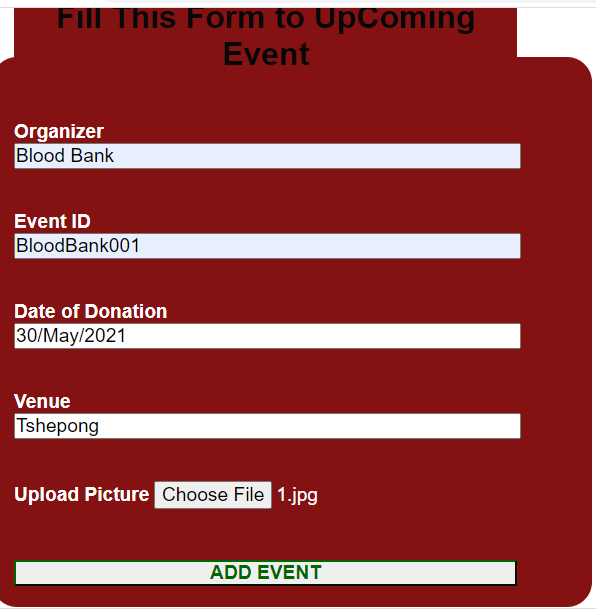 Fill This Form to UpComing
Event
Organizer
Blood Bank
Event ID
BloodBank001
Date of Donation
30/May/2021
Venue
Tshepong
Upload Picture Choose File 1.jpg
ADD EVENT